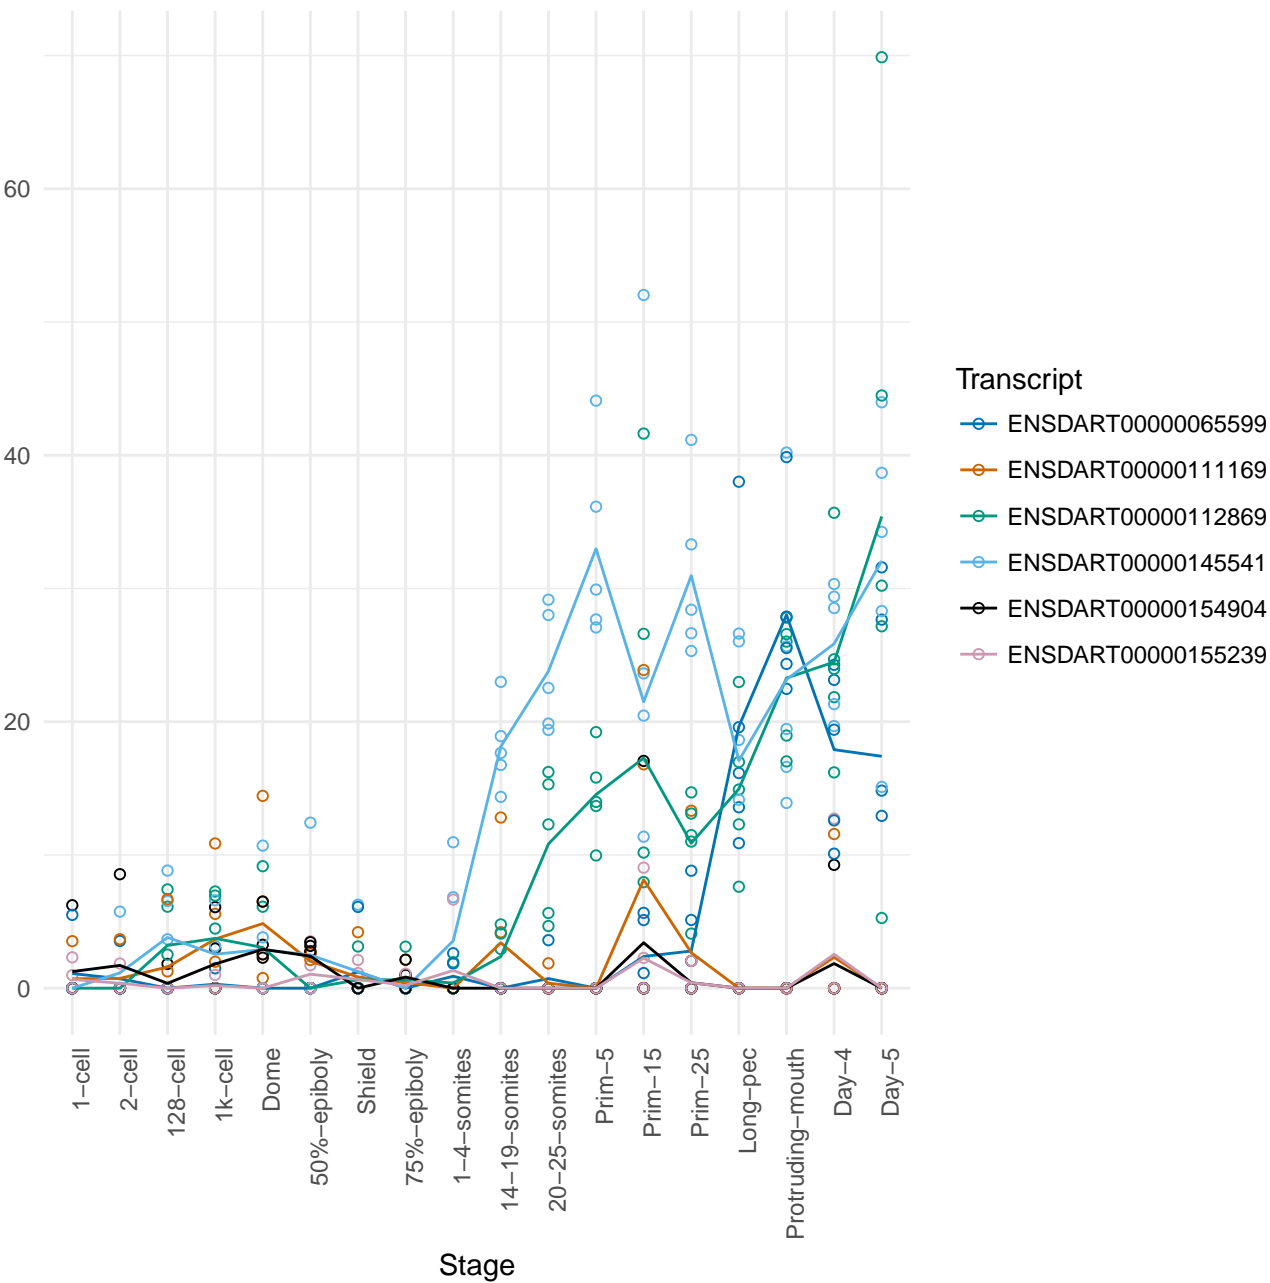 60
40
20
0
1−cell
2−cell
128−cell
1k−cell
Dome
50%−epiboly
Shield
75%−epiboly
1−4−somites
14−19−somites
20−25−somites
Prim−5
Prim−15
Prim−25
Long−pec
Protruding−mouth
Day−4
Day−5
Stage
Transcript
ENSDART00000065599
ENSDART00000111169
ENSDART00000112869
ENSDART00000145541
ENSDART00000154904
ENSDART00000155239